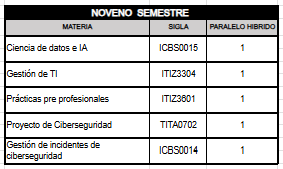 NOVENO SEMESTRE
MATERIA SIGLA PARALELO HIBRIDO
Ciencia de datos e IA ICBS0015 1
Gestión de TI ITIZ3304 1
Prácticas pre profesionales ITIZ3601 1
Proyecto de Ciberseguridad TITA0702 1
Gestión de incidentes de
ciberseguridad ICBS0014 1